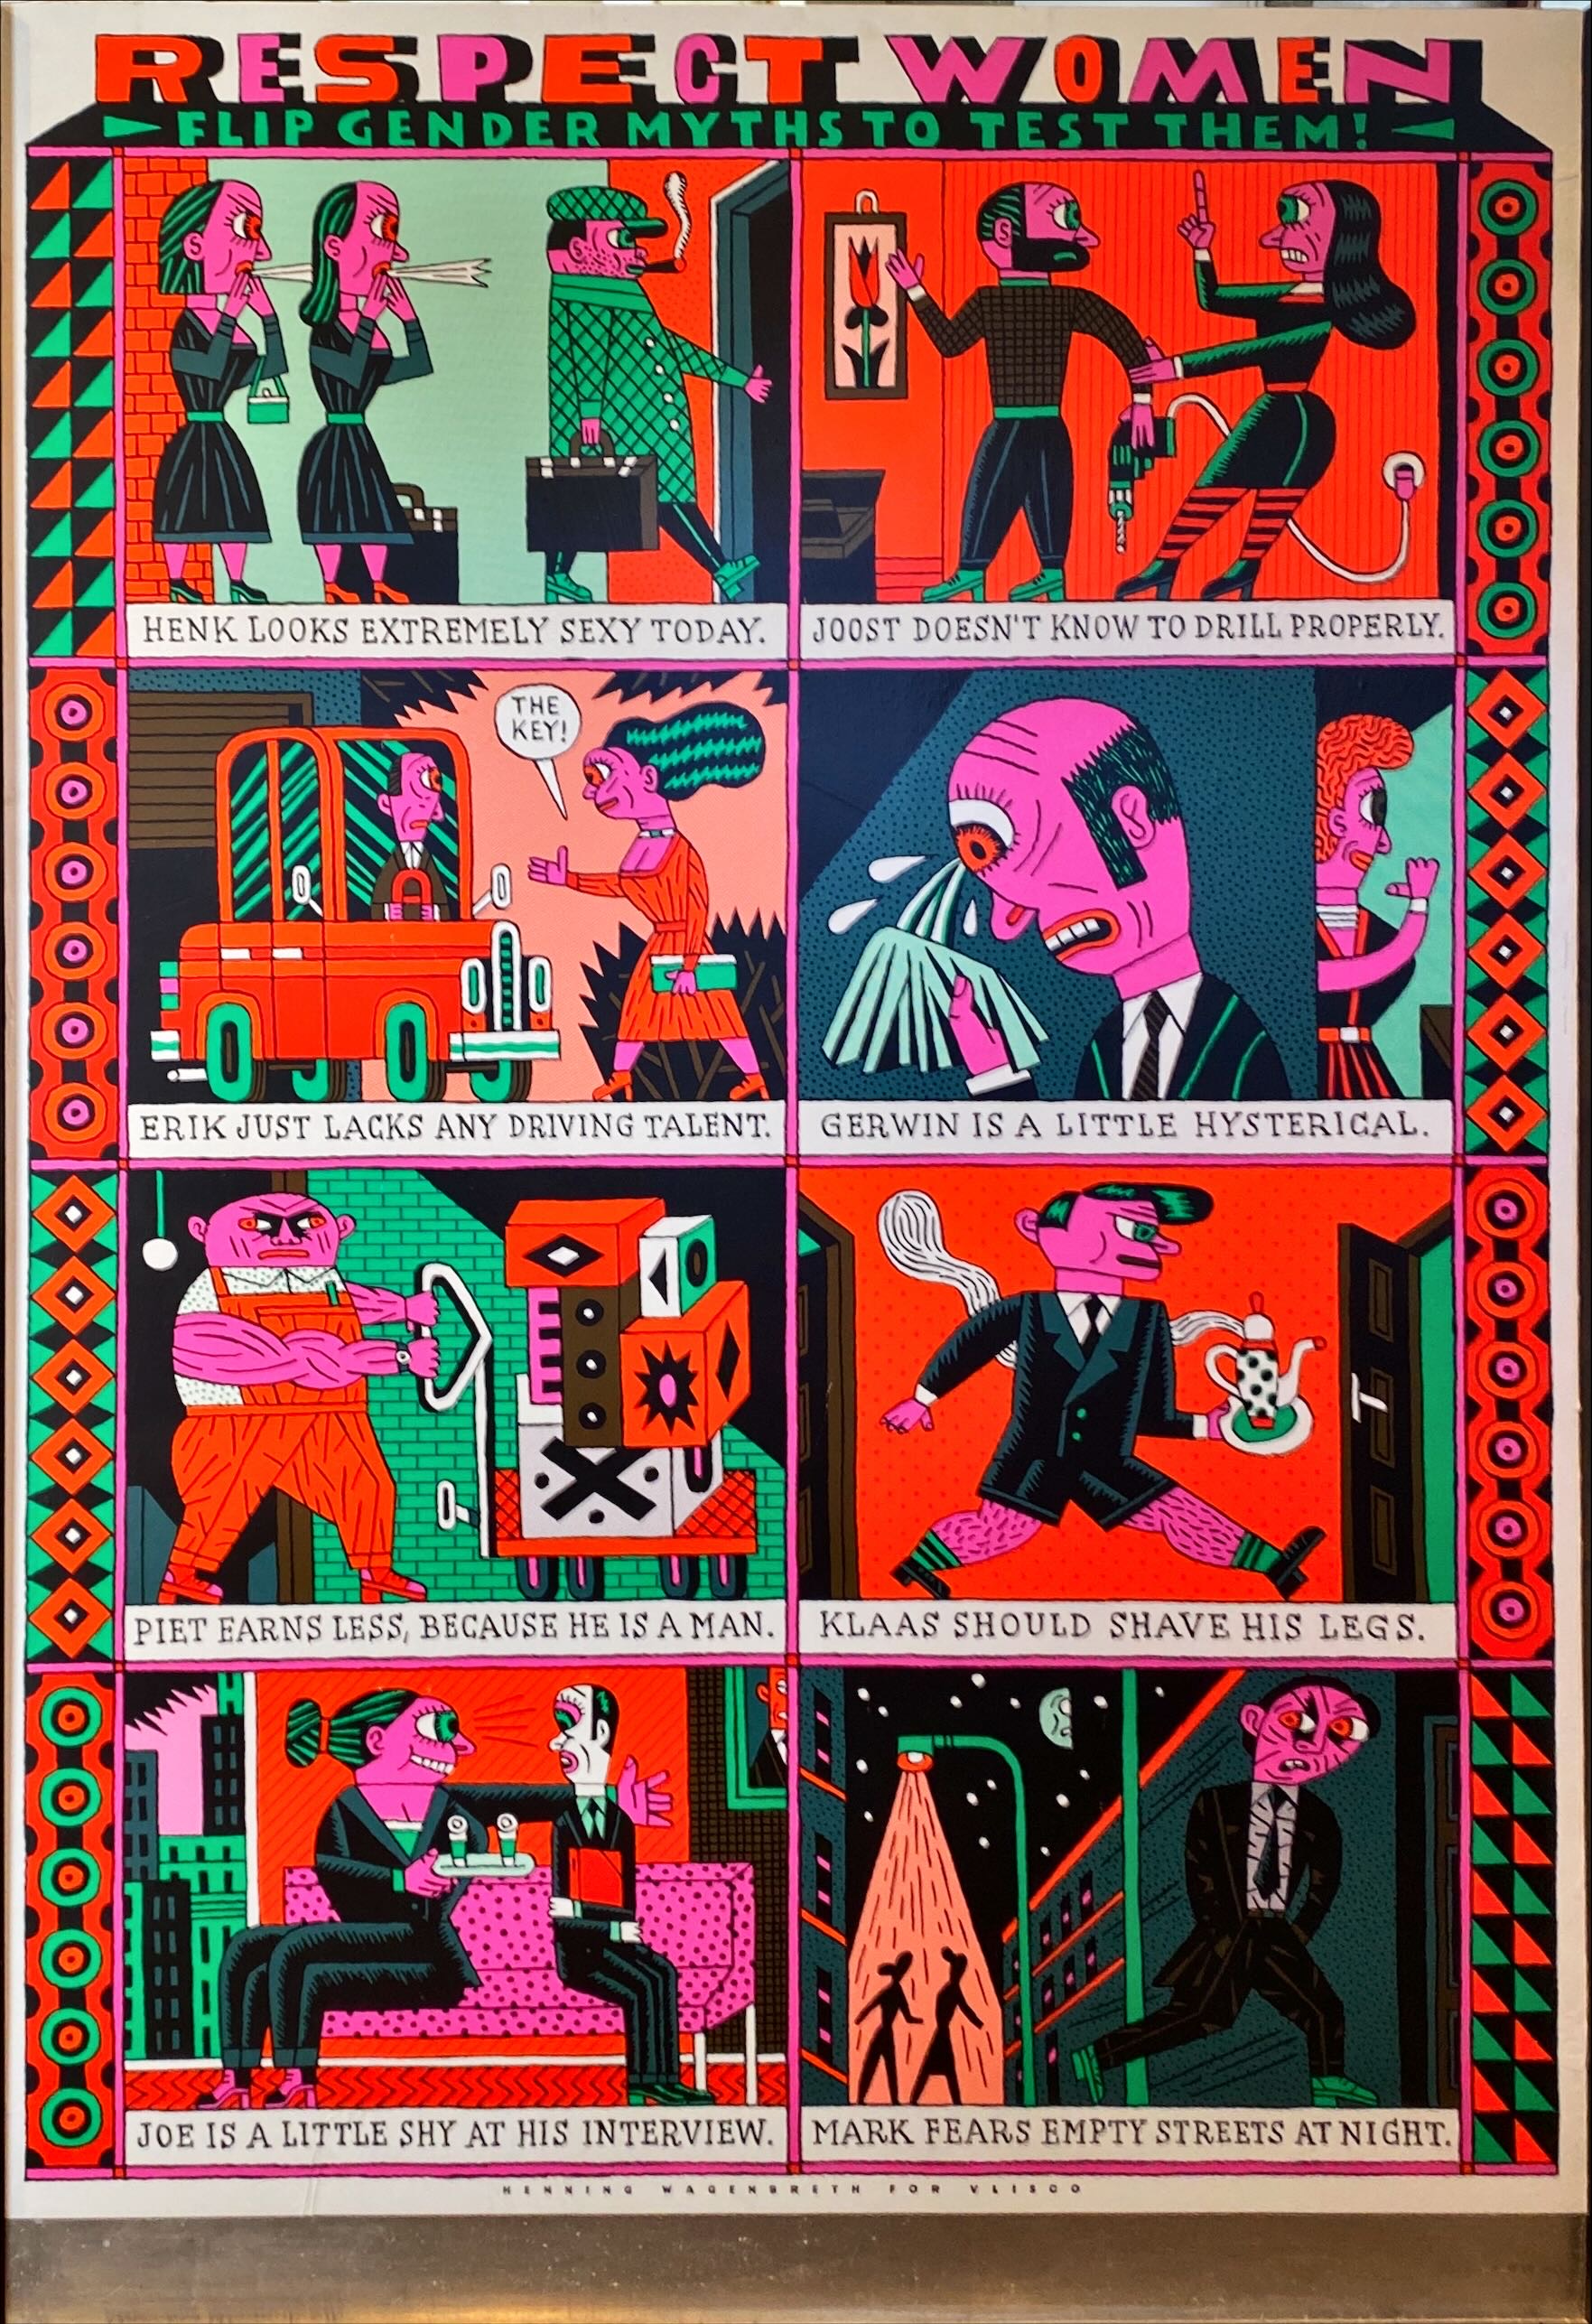 RESPECT WOMEN
FLIP GENDER MYTHS TO TEST THEM!
HENK LOOKS EXTREMELY SEXY TODAY.
JOOST DOESN'T KNOW TO DRILL PROPERLY.
THE
KEY!
ERIK JUST LACKS ANY DRIVING TALENT.
GERWIN IS A LITTLE HYSTERICAL.
PIET EARNS LESS, BECAUSE HE IS A MAN.
KLAAS SHOULD SHAVE HIS LEGS.
JOE IS A LITTLE SHY AT HIS INTERVIEW.
MARK FEARS EMPTY STREETS AT NIGHT.
HENNING WAGENBRETH FOR VLISCO